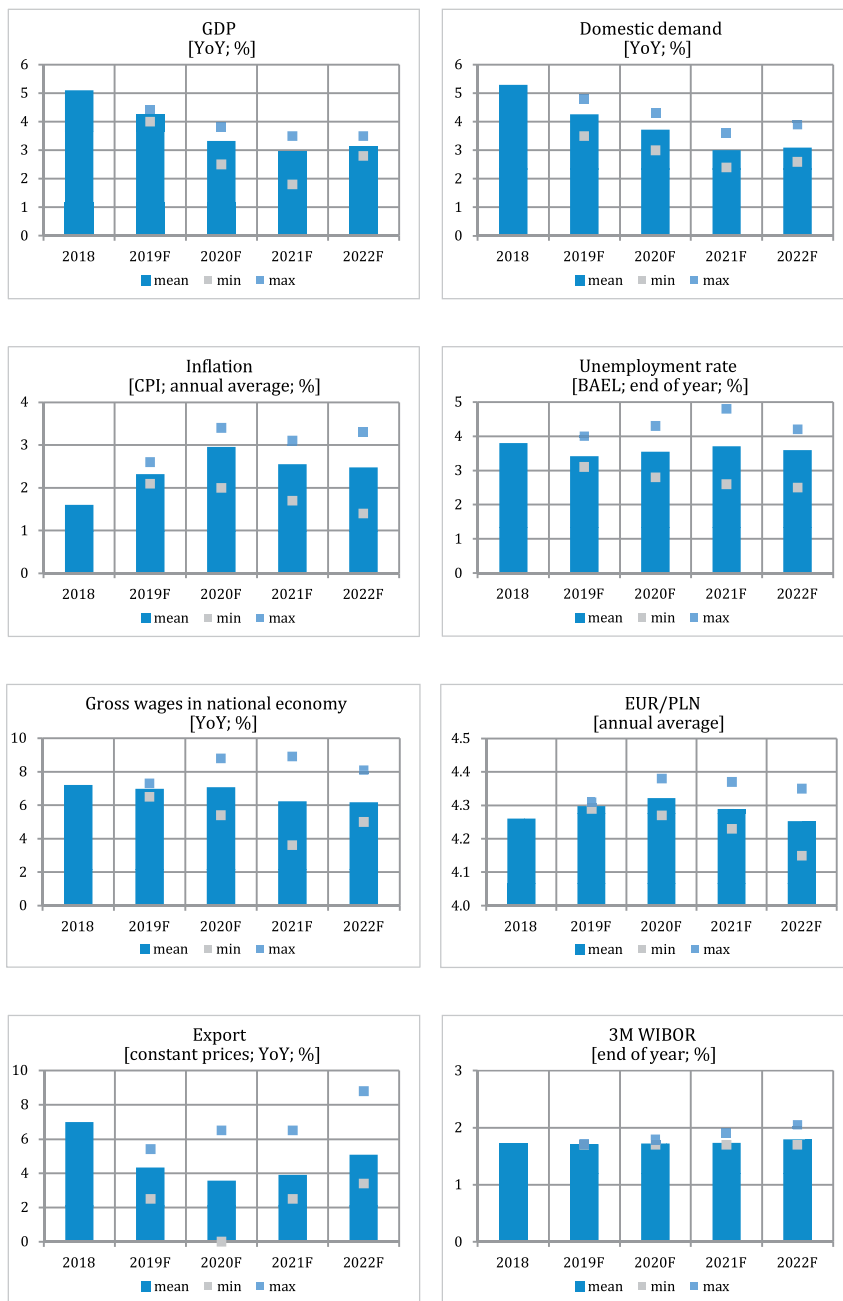 GDP
[YoY; %]
6
5
4
3
2
1
0
2018 2019F 2020F 2021F 2022F
mean min max
Domestic demand
[YoY; %]
6
5
4
3
2
1
0
2018 2019F 2020F 2021F 2022F
mean min max
Inflation
[CPI; annual average; %]
4
3
2
1
0
2018 2019F 2020F 2021F 2022F
mean min max
Unemployment rate
[BAEL; end of year; %]
5
4
3
2
1
0
2018 2019F 2020F 2021F 2022F
mean min max
Gross wages in national economy
[YoY; %]
10
8
6
4
2
0
2018 2019F 2020F 2021F 2022F
mean min max
EUR/PLN
[annual average]
4.5
4.4
4.3
4.2
4.1
4.0
2018 2019F 2020F 2021F 2022F
mean min max
Export
[constant prices; YoY; %]
10
8
6
4
2
0
2018 2019F 2020F 2021F 2022F
mean min max
3M WIBOR
[end of year; %]
3
2
1
0
2018 2019F 2020F 2021F 2022F
mean min max